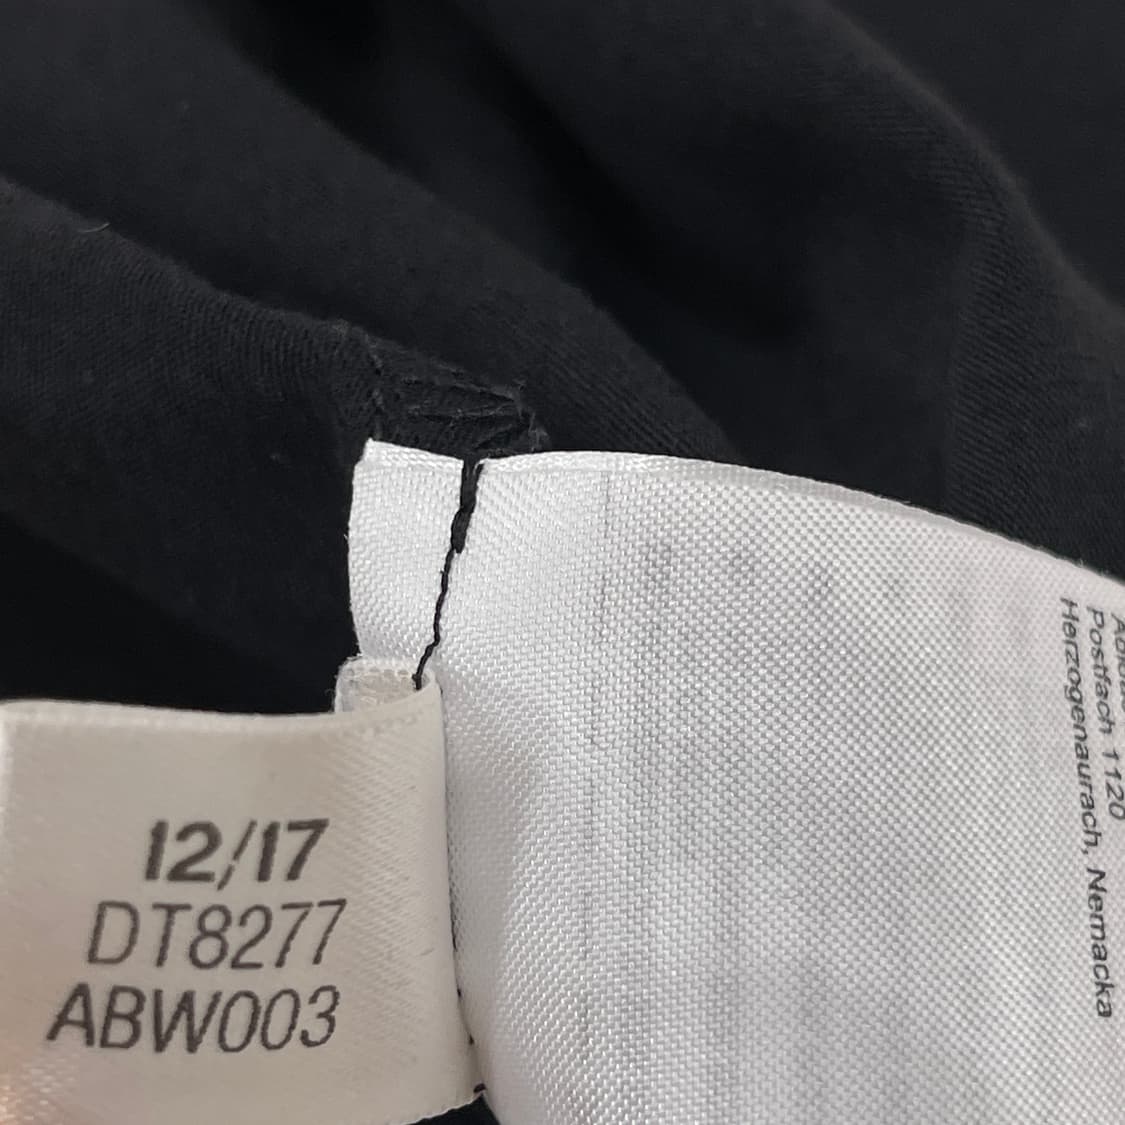 12/17
DT8277
ABW003
Postfach 1120
Herzogenaurach, Nemacka